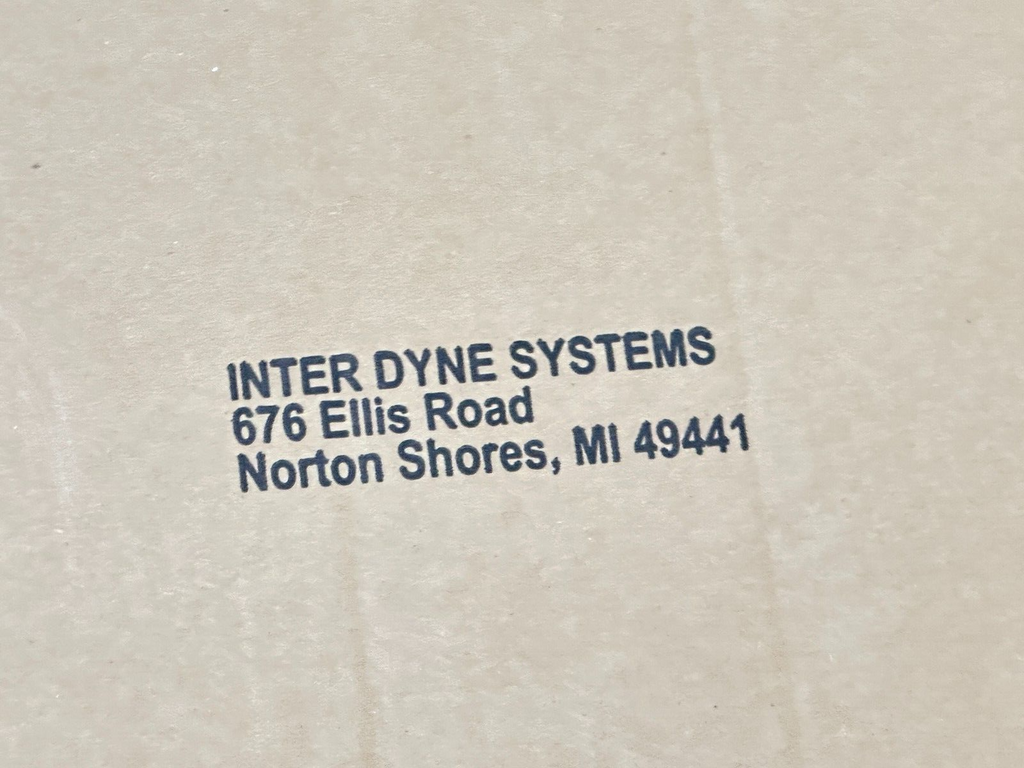 INTER DYNE SYSTEMS
676 Ellis Road
Norton Shores, MI 49441